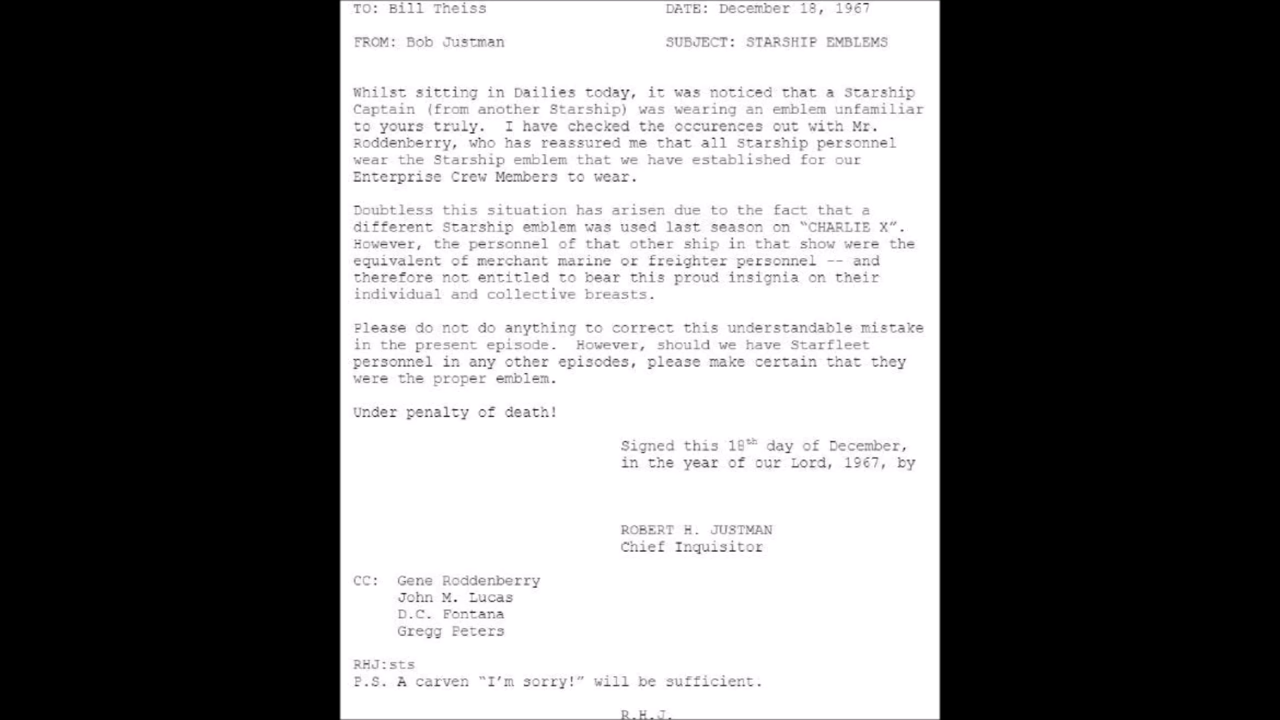 TO: Bill Theiss DATE: December 18, 1967
FROM: Bob Justman SUBJECT: STARSHIP EMBLEMS
Whilst sitting in Dailies today, it was noticed that a Starship
Captain (from another Starship) was wearing an emblem unfamiliar
to yours truly. I have checked the occurences out with Mr.
Roddenberry, who has reassured me that all Starship personnel
wear the Starship emblem that we have established for our
Enterprise Crew Members to wear.
Doubtless this situation has arisen due to the fact that a
different Starship emblem was used last season on “CHARLIE X”.
However, the personnel of that other ship in that show were the
equivalent of merchant marine or freighter personnel -- and
therefore not entitled to bear this proud insignia on their
individual and collective breasts.
Please do not do anything to correct this understandable mistake
in the present episode. However, should we have Starfleet
personnel in any other episodes, please make certain that they
were the proper emblem.
Under penalty of death!
Signed this 18th day of December,
in the year of our Lord, 1967, by
ROBERT H. JUSTMAN
Chief Inquisitor
CC: Gene Roddenberry
John M. Lucas
D.C. Fontana
Gregg Peters
RHJ:sts
P.S. A carven “I’m sorry!” will be sufficient.
R.H.J.